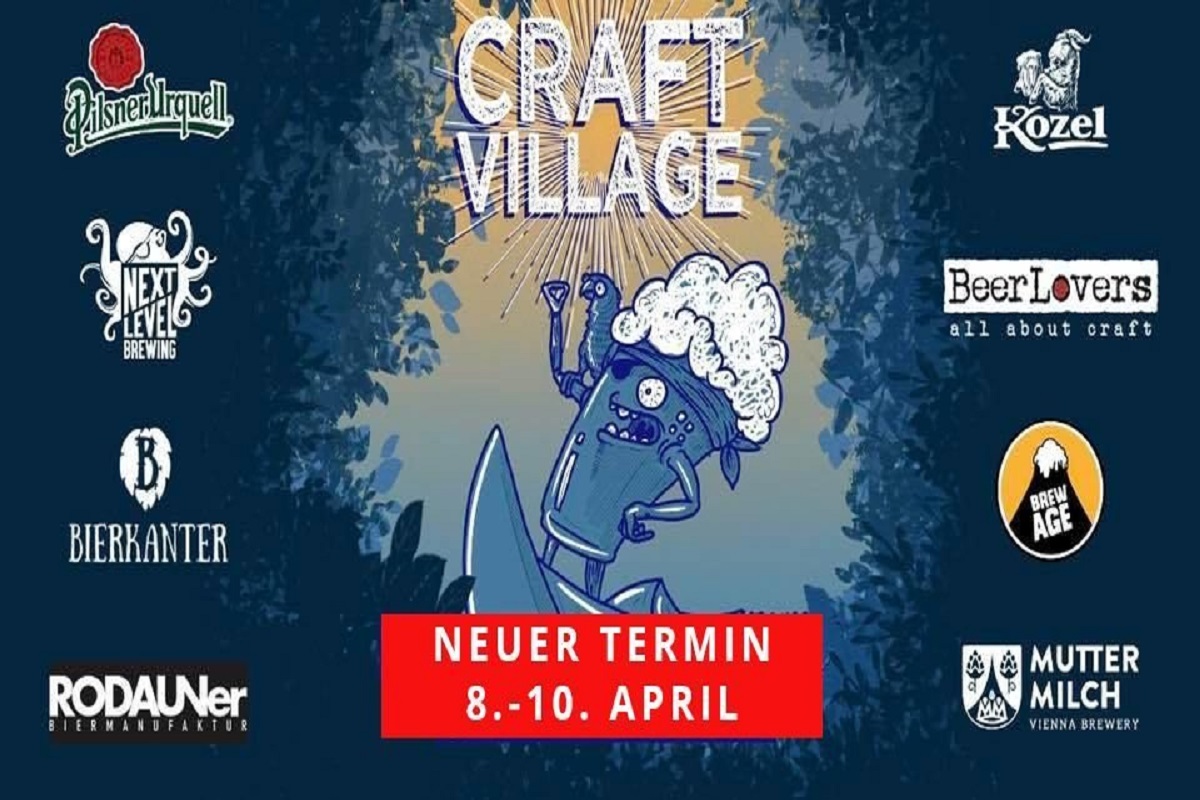 CRAFT
VILLAGE
Pilsner Urquell
NEXT
LEVEL
BREWING
B
BIERKANTER
RODAUNer
BIERMANUFAKTUR
Kozel
BeerLovers
all about craft
BREW
AGE
MUTTER
MILCH
VIENNA BREWERY
NEUER TERMIN
8.-10. APRIL